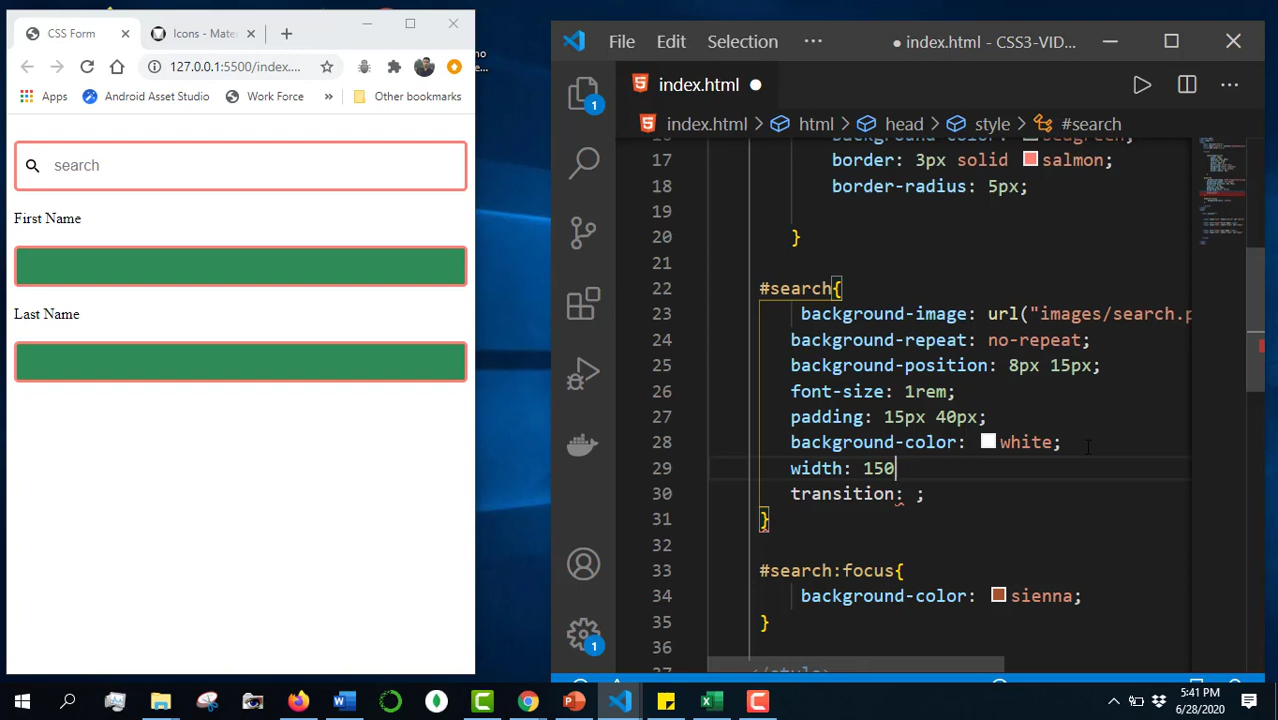 CSS Form
Icons - Mate
127.0.0.1:5500/index....
Apps
Android Asset Studio
Work Force
»
Other bookmarks
search
First Name
Last Name
File Edit Selection ···
● index.html - CSS3-VID...
index.html
index.html > html > head > style > #search
17 border: 3px solid salmon;
18 border-radius: 5px;
19
20 }
21
22 #search{
23 background-image: url("images/search.p
24 background-repeat: no-repeat;
25 background-position: 8px 15px;
26 font-size: 1rem;
27 padding: 15px 40px;
28 background-color: white;
29 width: 150
30 transition: ;
31 }
32
33 #search:focus{
34 background-color: sienna;
35 }
36
1
1
5:41 PM
6/28/2020